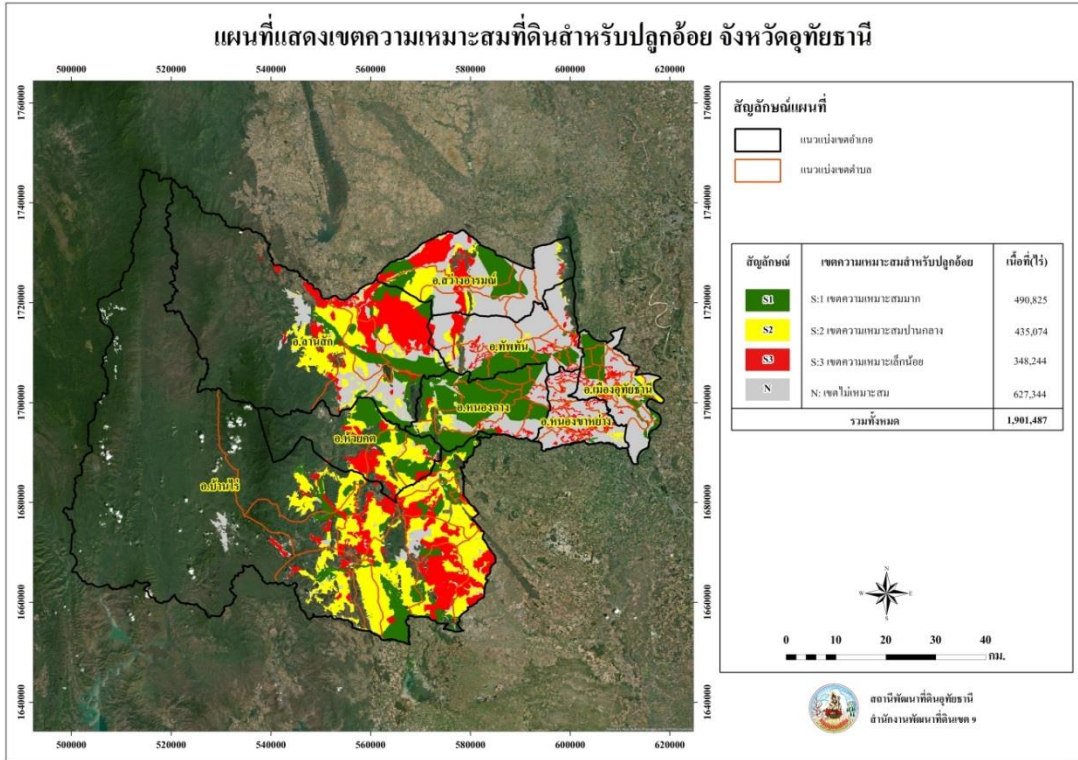 แผนที่แสดงเขตความเหมาะสมที่ดินสำหรับปลูกอ้อย จังหวัดอุทัยธานี
500000 520000 540000 560000 580000 600000 620000
1760000
1740000
1720000
1700000
1680000
1660000
1640000
อ.สว่างอารมณ์
อ.ลานสัก
อ.ทัพทัน
อ.เมืองอุทัยธานี
อ.หนองฉาง
อ.หนองขาหย่าง
อ.ห้วยคต
อ.บ้านไร่
1760000
1740000
1720000
1700000
1680000
1660000
1640000
500000 520000 540000 560000 580000 600000 620000
สัญลักษณ์แผนที่
แนวแบ่งเขตอำเภอ
แนวแบ่งเขตตำบล
สัญลักษณ์ เขตความเหมาะสมสำหรับปลูกอ้อย เนื้อที่(ไร่)
S1 S:1 เขตความเหมาะสมมาก 490,825
S2 S:2 เขตความเหมาะสมปานกลาง 435,074
S3 S:3 เขตความเหมาะเล็กน้อย 348,244
N N: เขตไม่เหมาะสม 627,344
รวมทั้งหมด 1,901,487
N
W E
S
0 10 20 30 40
กม.
สถานีพัฒนาที่ดินอุทัยธานี
สำนักงานพัฒนาที่ดินเขต 9